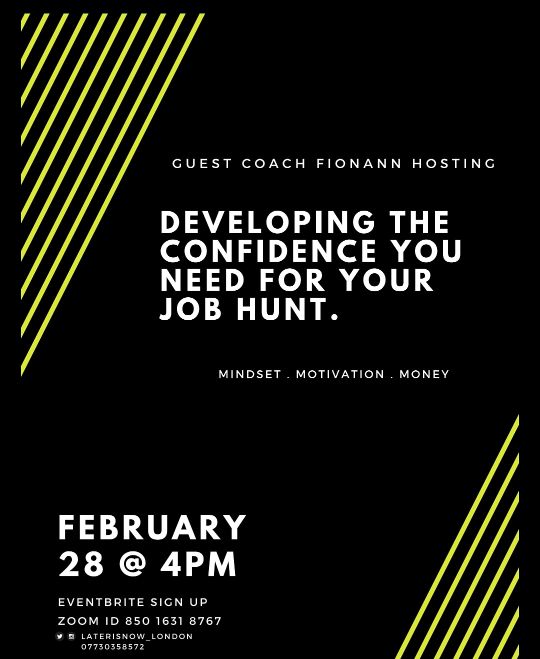 GUEST COACH FIONANN HOSTING
DEVELOPING THE
CONFIDENCE YOU
NEED FOR YOUR
JOB HUNT.
MINDSET . MOTIVATION . MONEY
FEBRUARY
28 @ 4PM
EVENTBRITE SIGN UP
ZOOM ID 850 1631 8767
LATERISNOW_LONDON
07730358572